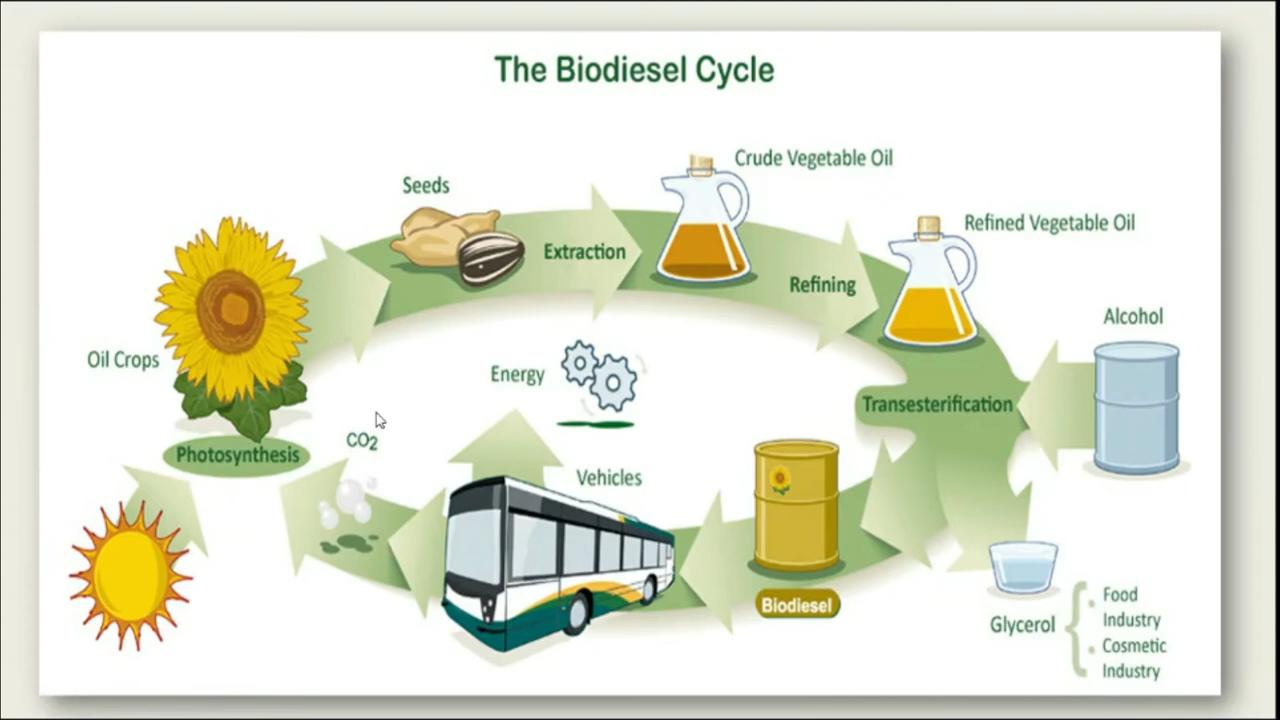 The Biodiesel Cycle
Crude Vegetable Oil
Seeds
Refined Vegetable Oil
Extraction
Refining
Alcohol
Oil Crops
Energy
Transesterification
CO2
Photosynthesis
Vehicles
Biodiesel
Glycerol
Food
Industry
Cosmetic
Industry